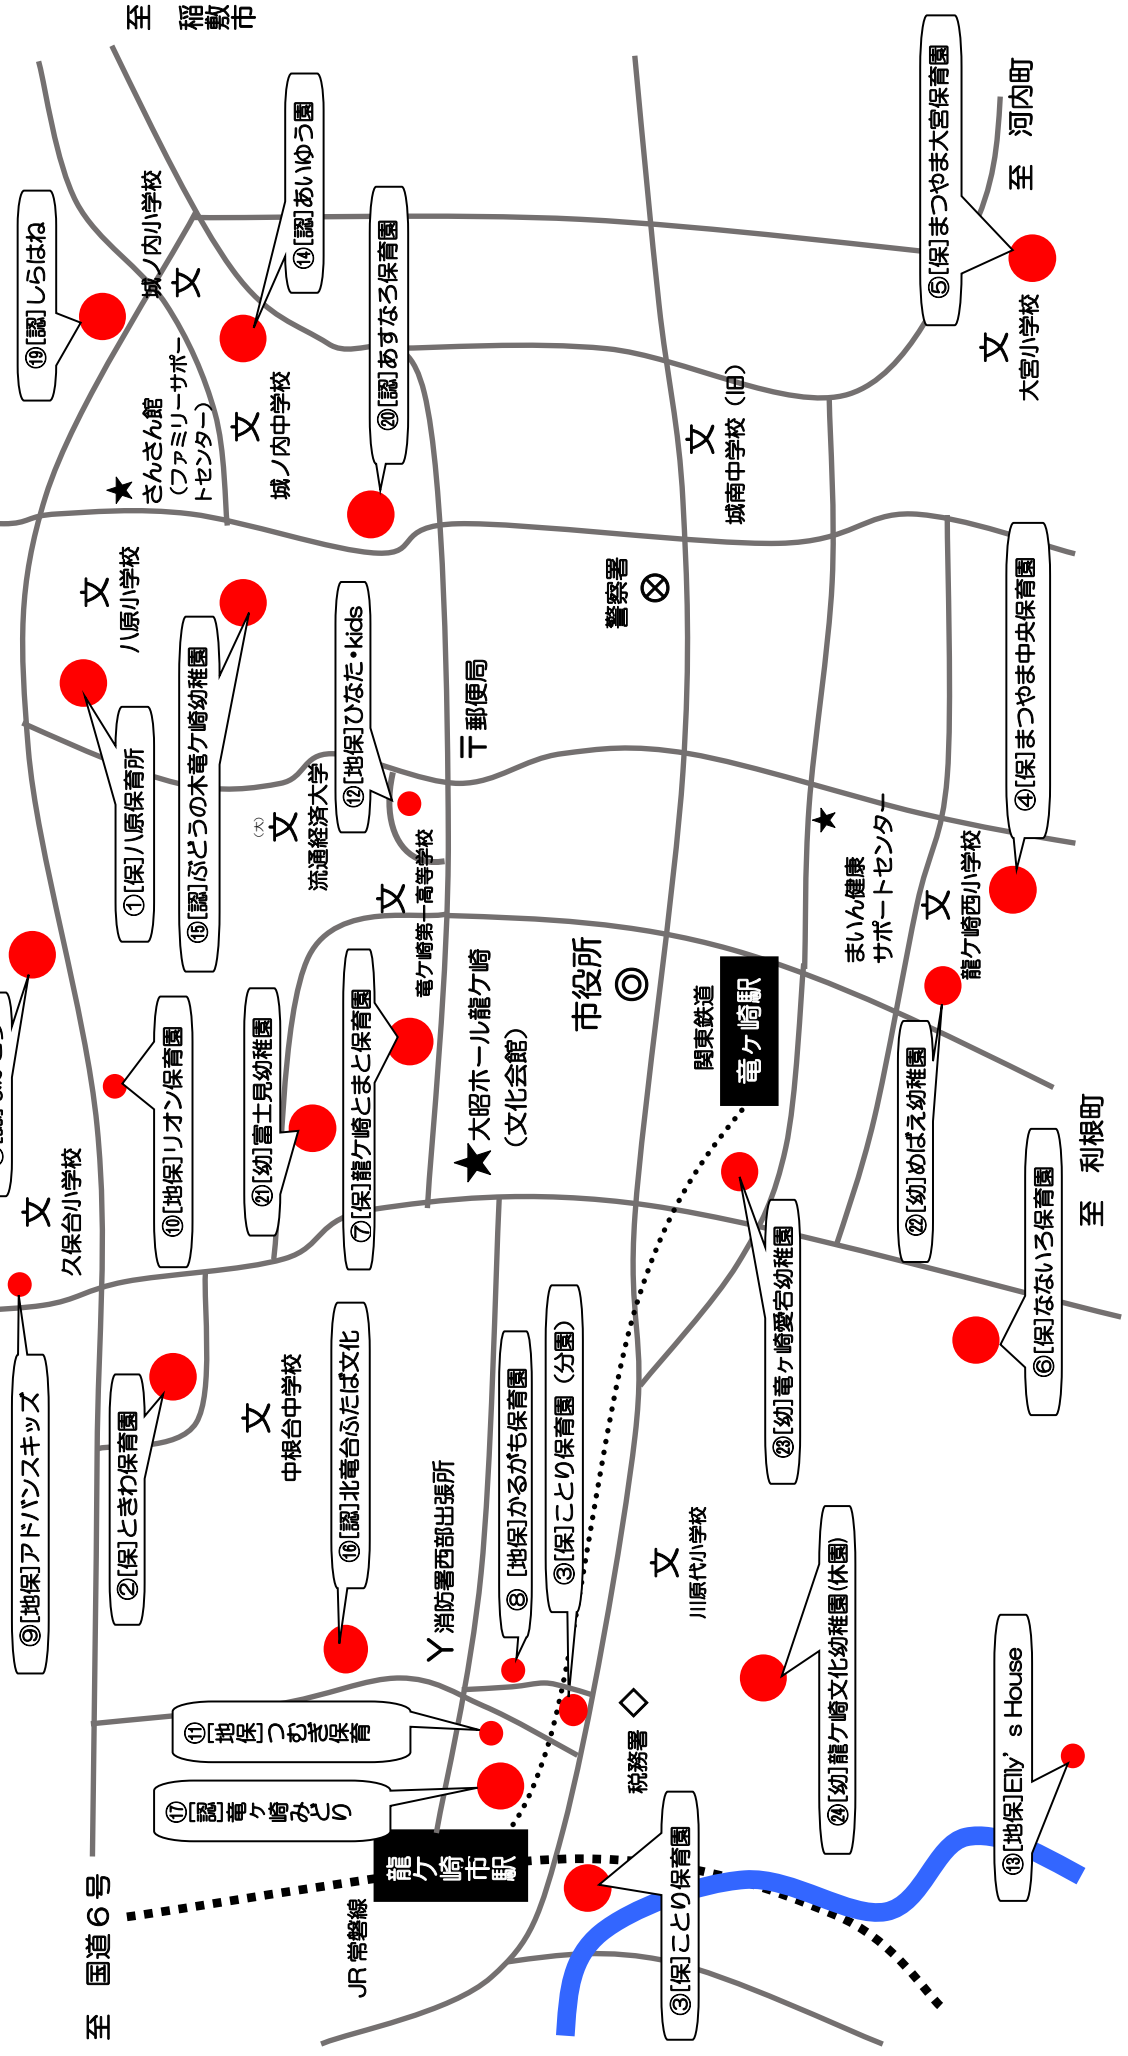 至 稲敷市
⑲[認]しらはね
城ノ内小学校
文
⑭[認]あいゆう園
⑳[認]あすなろ保育園
⑤[保]まつやま大宮保育園
至 河内町
文
大宮小学校
さんさん館
(ファミリーサポー
トセンター)
文
城ノ内中学校
文
城南中学校(旧)
文
八原小学校
①[保]八原保育所
⑮[認]ぶどうの木竜ケ崎幼稚園
⑫[地保]ひなた・kids
警察署
〒郵便局
④[保]まつやま中央保育園
(大)
文
流通経済大学
文
竜ケ崎第一高等学校
まいん健康
サポートセンター
文
龍ケ崎西小学校
⑩[地保]リオン保育園
㉑[幼]富士見幼稚園
⑦[保]龍ケ崎とまと保育園
大昭ホール龍ケ崎
(文化会館)
市役所
関東鉄道
竜ヶ崎駅
㉒[幼]めばえ幼稚園
文
久保台小学校
至 利根町
⑥[保]なないろ保育園
㉓[幼]竜ヶ崎愛宕幼稚園
⑨[地保]アドバンスキッズ
②[保]ときわ保育園
文
中根台中学校
⑯[認]北竜台ふたば文化
Y消防署西部出張所
⑧ [地保]かるがも保育園
③[保]ことり保育園(分園)
文
川原代小学校
㉔[幼]龍ケ崎文化幼稚園(休園)
⑬[地保]Elly’s House
⑪[地保]つむぎ保育
⑰[認]竜ヶ崎みどり
税務署
龍ケ崎市駅
JR 常磐線
③[保]ことり保育園
至 国道6号